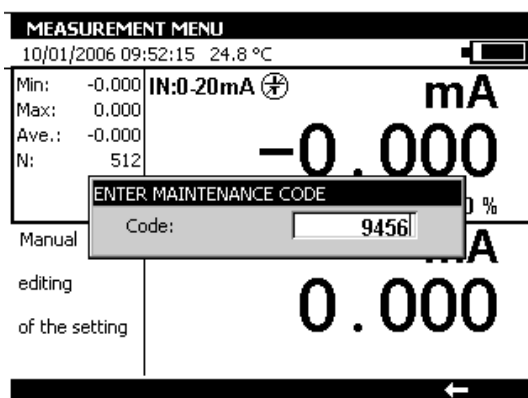 MEASUREMENT MENU
10/01/2006 09:52:15 24.8 °C
Min: -0.000
Max: 0.000
Ave.: -0.000
N: 512
IN:0-20mA
mA
-0.000
%
ENTER MAINTENANCE CODE
Code: 9456
Manual
editing
of the setting
mA
0.000